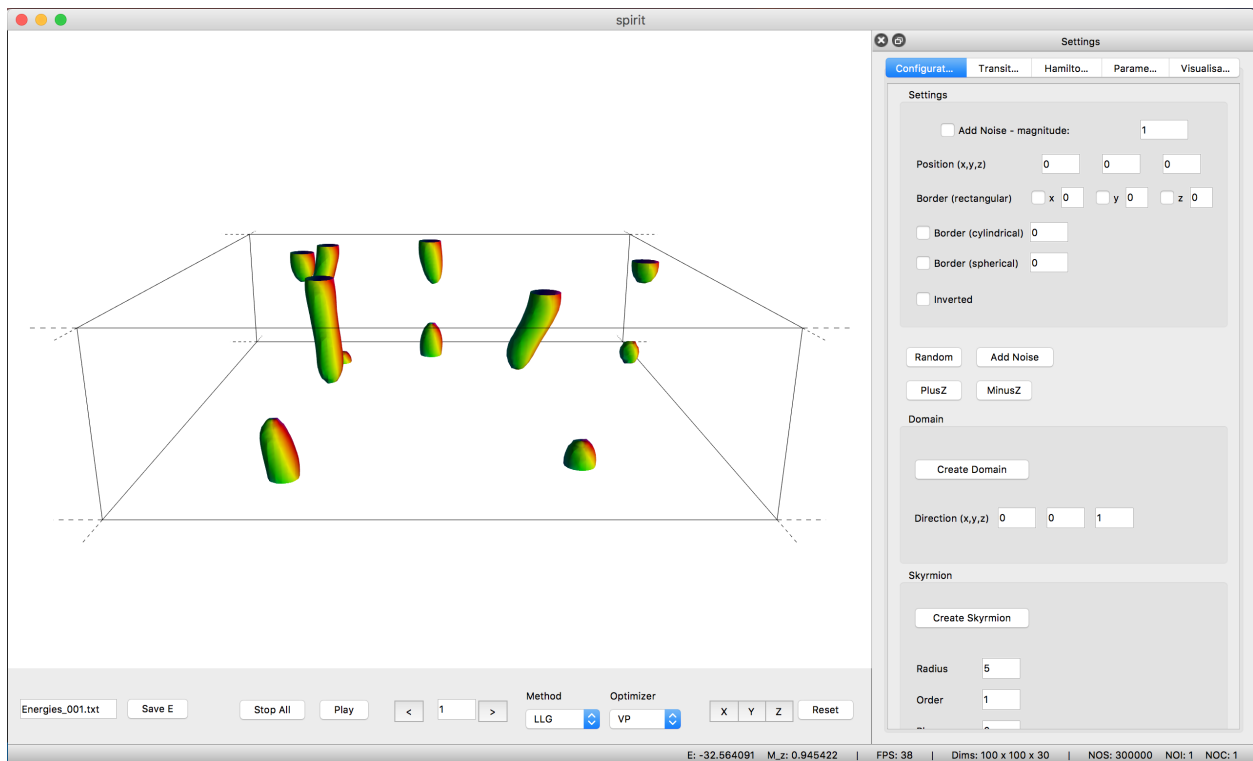 spirit
Settings
Configurat... Transit... Hamilto... Parame... Visualisa...
Settings
Add Noise - magnitude: 1
Position (x,y,z) 0 0 0
Border (rectangular) x 0 y 0 z 0
Border (cylindrical) 0
Border (spherical) 0
Inverted
Random Add Noise
PlusZ MinusZ
Domain
Create Domain
Direction (x,y,z) 0 0 1
Skyrmion
Create Skyrmion
Radius 5
Order 1
Method Optimizer
Energies_001.txt Save E Stop All Play < 1 > LLG VP X Y Z Reset
E: -32.564091 M_z: 0.945422 | FPS: 38 | Dims: 100 x 100 x 30 | NOS: 300000 NOI: 1 NOC: 1